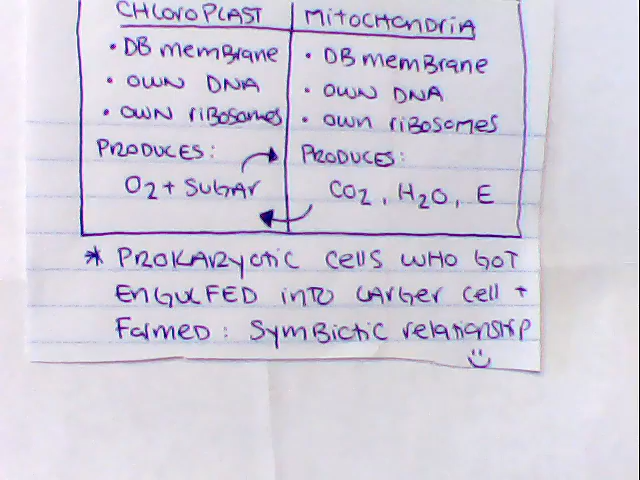 CHLOROPLAST
• DB membrane
• OWN DNA
• OWN ribosomes
PRODUCES:
O2 + SUGAR
Mitochondria
• DB membrane
• OWN DNA
• own ribosomes
PRODUCES:
CO2, H2O, E
* PROKARYOTIC CELLS WHO GOT
ENGULFED INTO LARGER CELL +
FORMED: SYMBIOTIC relationship